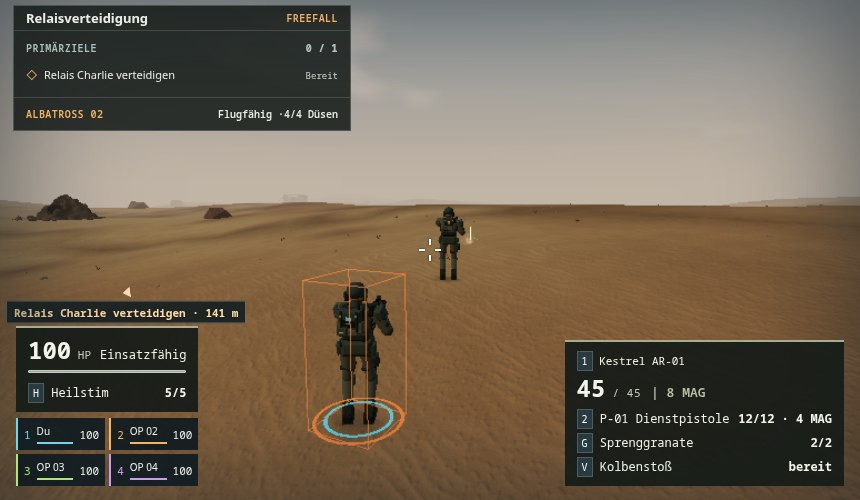 Relaisverteidigung FREEFALL
PRIMÄRZIELE 0 / 1
Relais Charlie verteidigen Bereit
ALBATROSS 02 Flugfähig ·4/4 Düsen
Relais Charlie verteidigen · 141 m
100 HP Einsatzfähig
H Heilstim 5/5
1 Du 100 2 OP 02 100
3 OP 03 100 4 OP 04 100
1 Kestrel AR-01
45 / 45 | 8 MAG
2 P-01 Dienstpistole 12/12 · 4 MAG
G Sprenggranate 2/2
V Kolbenstoß bereit